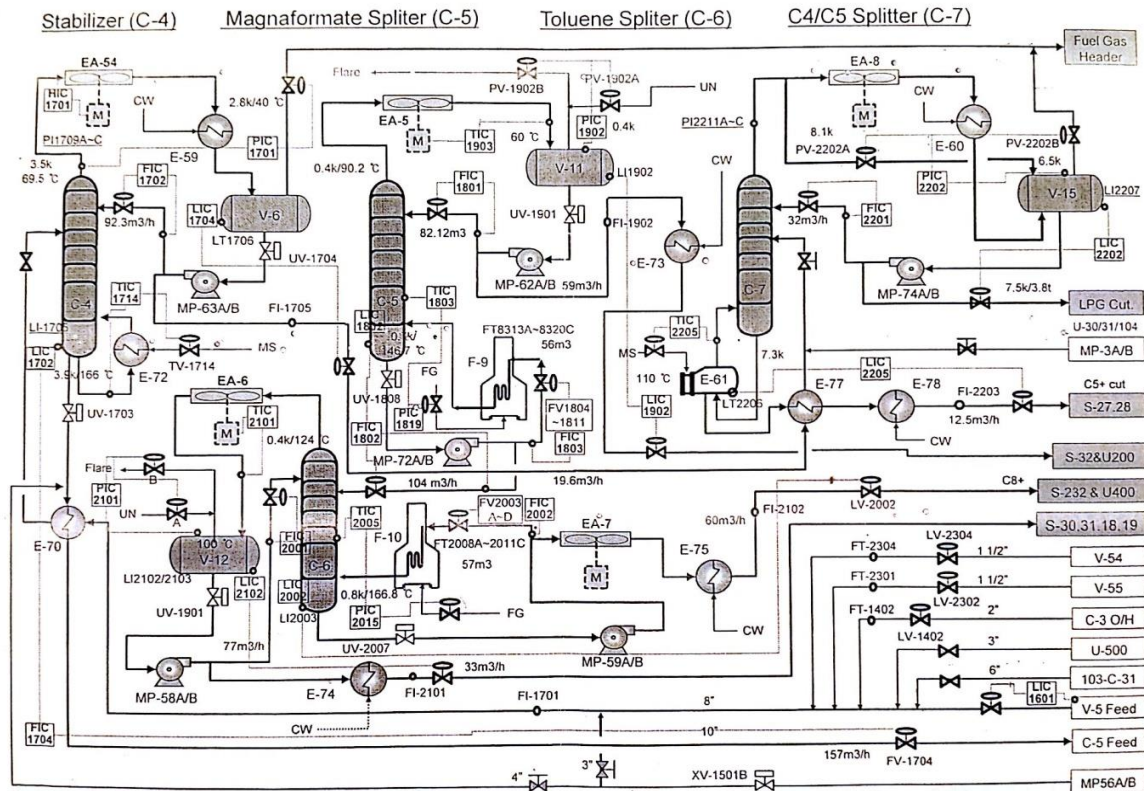 Stabilizer (C-4)
Magnaformate Spliter (C-5)
Toluene Spliter (C-6)
C4/C5 Splitter (C-7)
EA-54
HIC 1701
M
CW
2.8k/40 ℃
PI1709A~C
3.5k
69.5 ℃
E-59
PIC 1701
FIC 1702
92.3m3/h
LIC 1704
V-6
LT1706
UV-1704
MP-63A/B
C-4
TIC 1714
LI-1705
LIC 1702
3.9k/166 ℃
E-72
TV-1714
MS
FI-1705
UV-1703
Flare
PV-1902B
PV-1902A
UN
EA-5
M
TIC 1903
60 ℃
PIC 1902
0.4k
V-11
LI1902
0.4k/90.2 ℃
FIC 1801
82.12m3
UV-1901
MP-62A/B
59m3/h
FI-1902
CW
E-73
C-5
TIC 1803
LIC 1802
146.7 ℃
UV-1808
FT8313A~8320C
56m3
F-9
FG
PIC 1819
FIC 1802
MP-72A/B
FV1804
~1811
FIC 1803
104 m3/h
19.6m3/h
EA-8
M
CW
PI2211A~C
8.1k
PV-2202A
E-60
PV-2202B
PIC 2202
6.5k
V-15
LI2207
FIC 2201
32m3/h
LIC 2202
MP-74A/B
7.5k/3.8t
C-7
TIC 2205
MS
110 ℃
E-61
LT2206
7.3k
LIC 1902
E-77
E-78
LIC 2205
FI-2203
12.5m3/h
CW
Fuel Gas
Header
LPG Cut.
U-30/31/104
MP-3A/B
C5+ cut
S-27.28
S-32&U200
C8+
S-232 & U400
S-30.31.18.19
EA-6
M
TIC 2101
0.4k/124 ℃
Flare
B
PIC 2101
UN
A
100 ℃
V-12
LI2102/2103
LIC 2102
UV-1901
E-70
MP-58A/B
77m3/h
FIC 2001
TIC 2005
C-6
LIC 2002
LI2003
0.8k/166.8 ℃
F-10
PIC 2015
FG
FV2003
A~D
FIC 2002
FT2008A~2011C
57m3
EA-7
M
E-75
CW
60m3/h
FI-2102
LV-2002
UV-2007
MP-59A/B
E-74
CW
FI-2101
33m3/h
FT-2304
LV-2304
1 1/2"
V-54
FT-2301
LV-2302
1 1/2"
V-55
FT-1402
2"
C-3 O/H
LV-1402
3"
U-500
6"
103-C-31
FI-1701
8"
LIC 1601
V-5 Feed
FIC 1704
10"
157m3/h
FV-1704
C-5 Feed
4"
3"
XV-1501B
MP56A/B